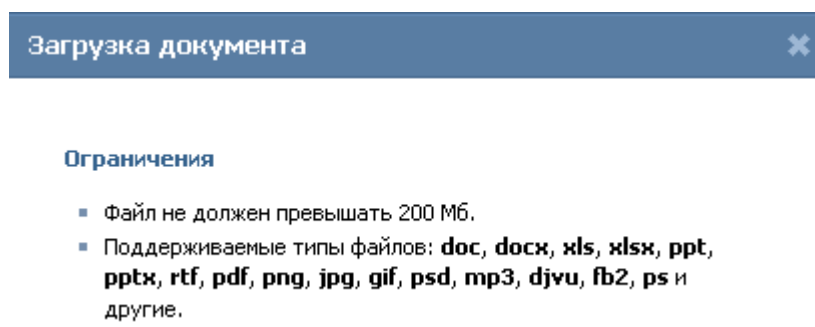 Загрузка документа
Ограничения
Файл не должен превышать 200 Мб.
Поддерживаемые типы файлов: doc, docx, xls, xlsx, ppt,
pptx, rtf, pdf, png, jpg, gif, psd, mp3, djvu, fb2, ps и
другие.